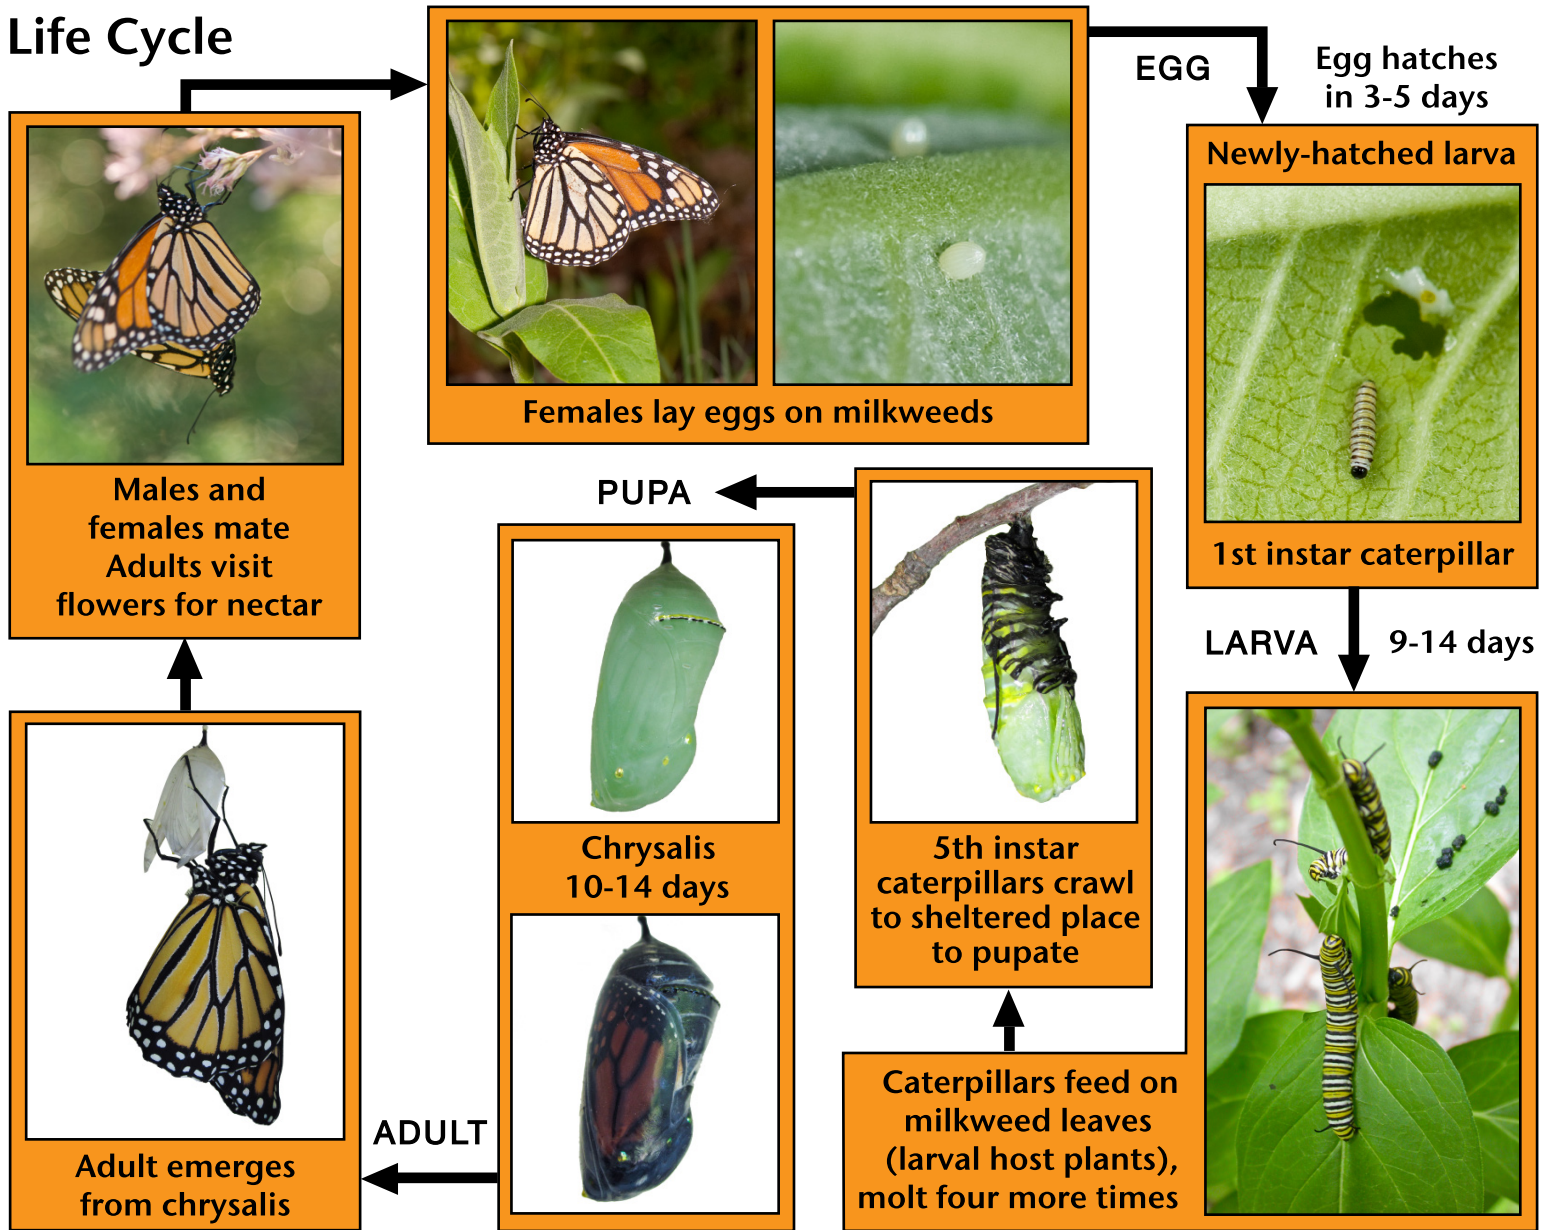 Life Cycle
Males and
females mate
Adults visit
flowers for nectar
Females lay eggs on milkweeds
EGG
Egg hatches
in 3-5 days
Newly-hatched larva
1st instar caterpillar
LARVA
9-14 days
Caterpillars feed on
milkweed leaves
(larval host plants),
molt four more times
5th instar
caterpillars crawl
to sheltered place
to pupate
PUPA
Chrysalis
10-14 days
ADULT
Adult emerges
from chrysalis